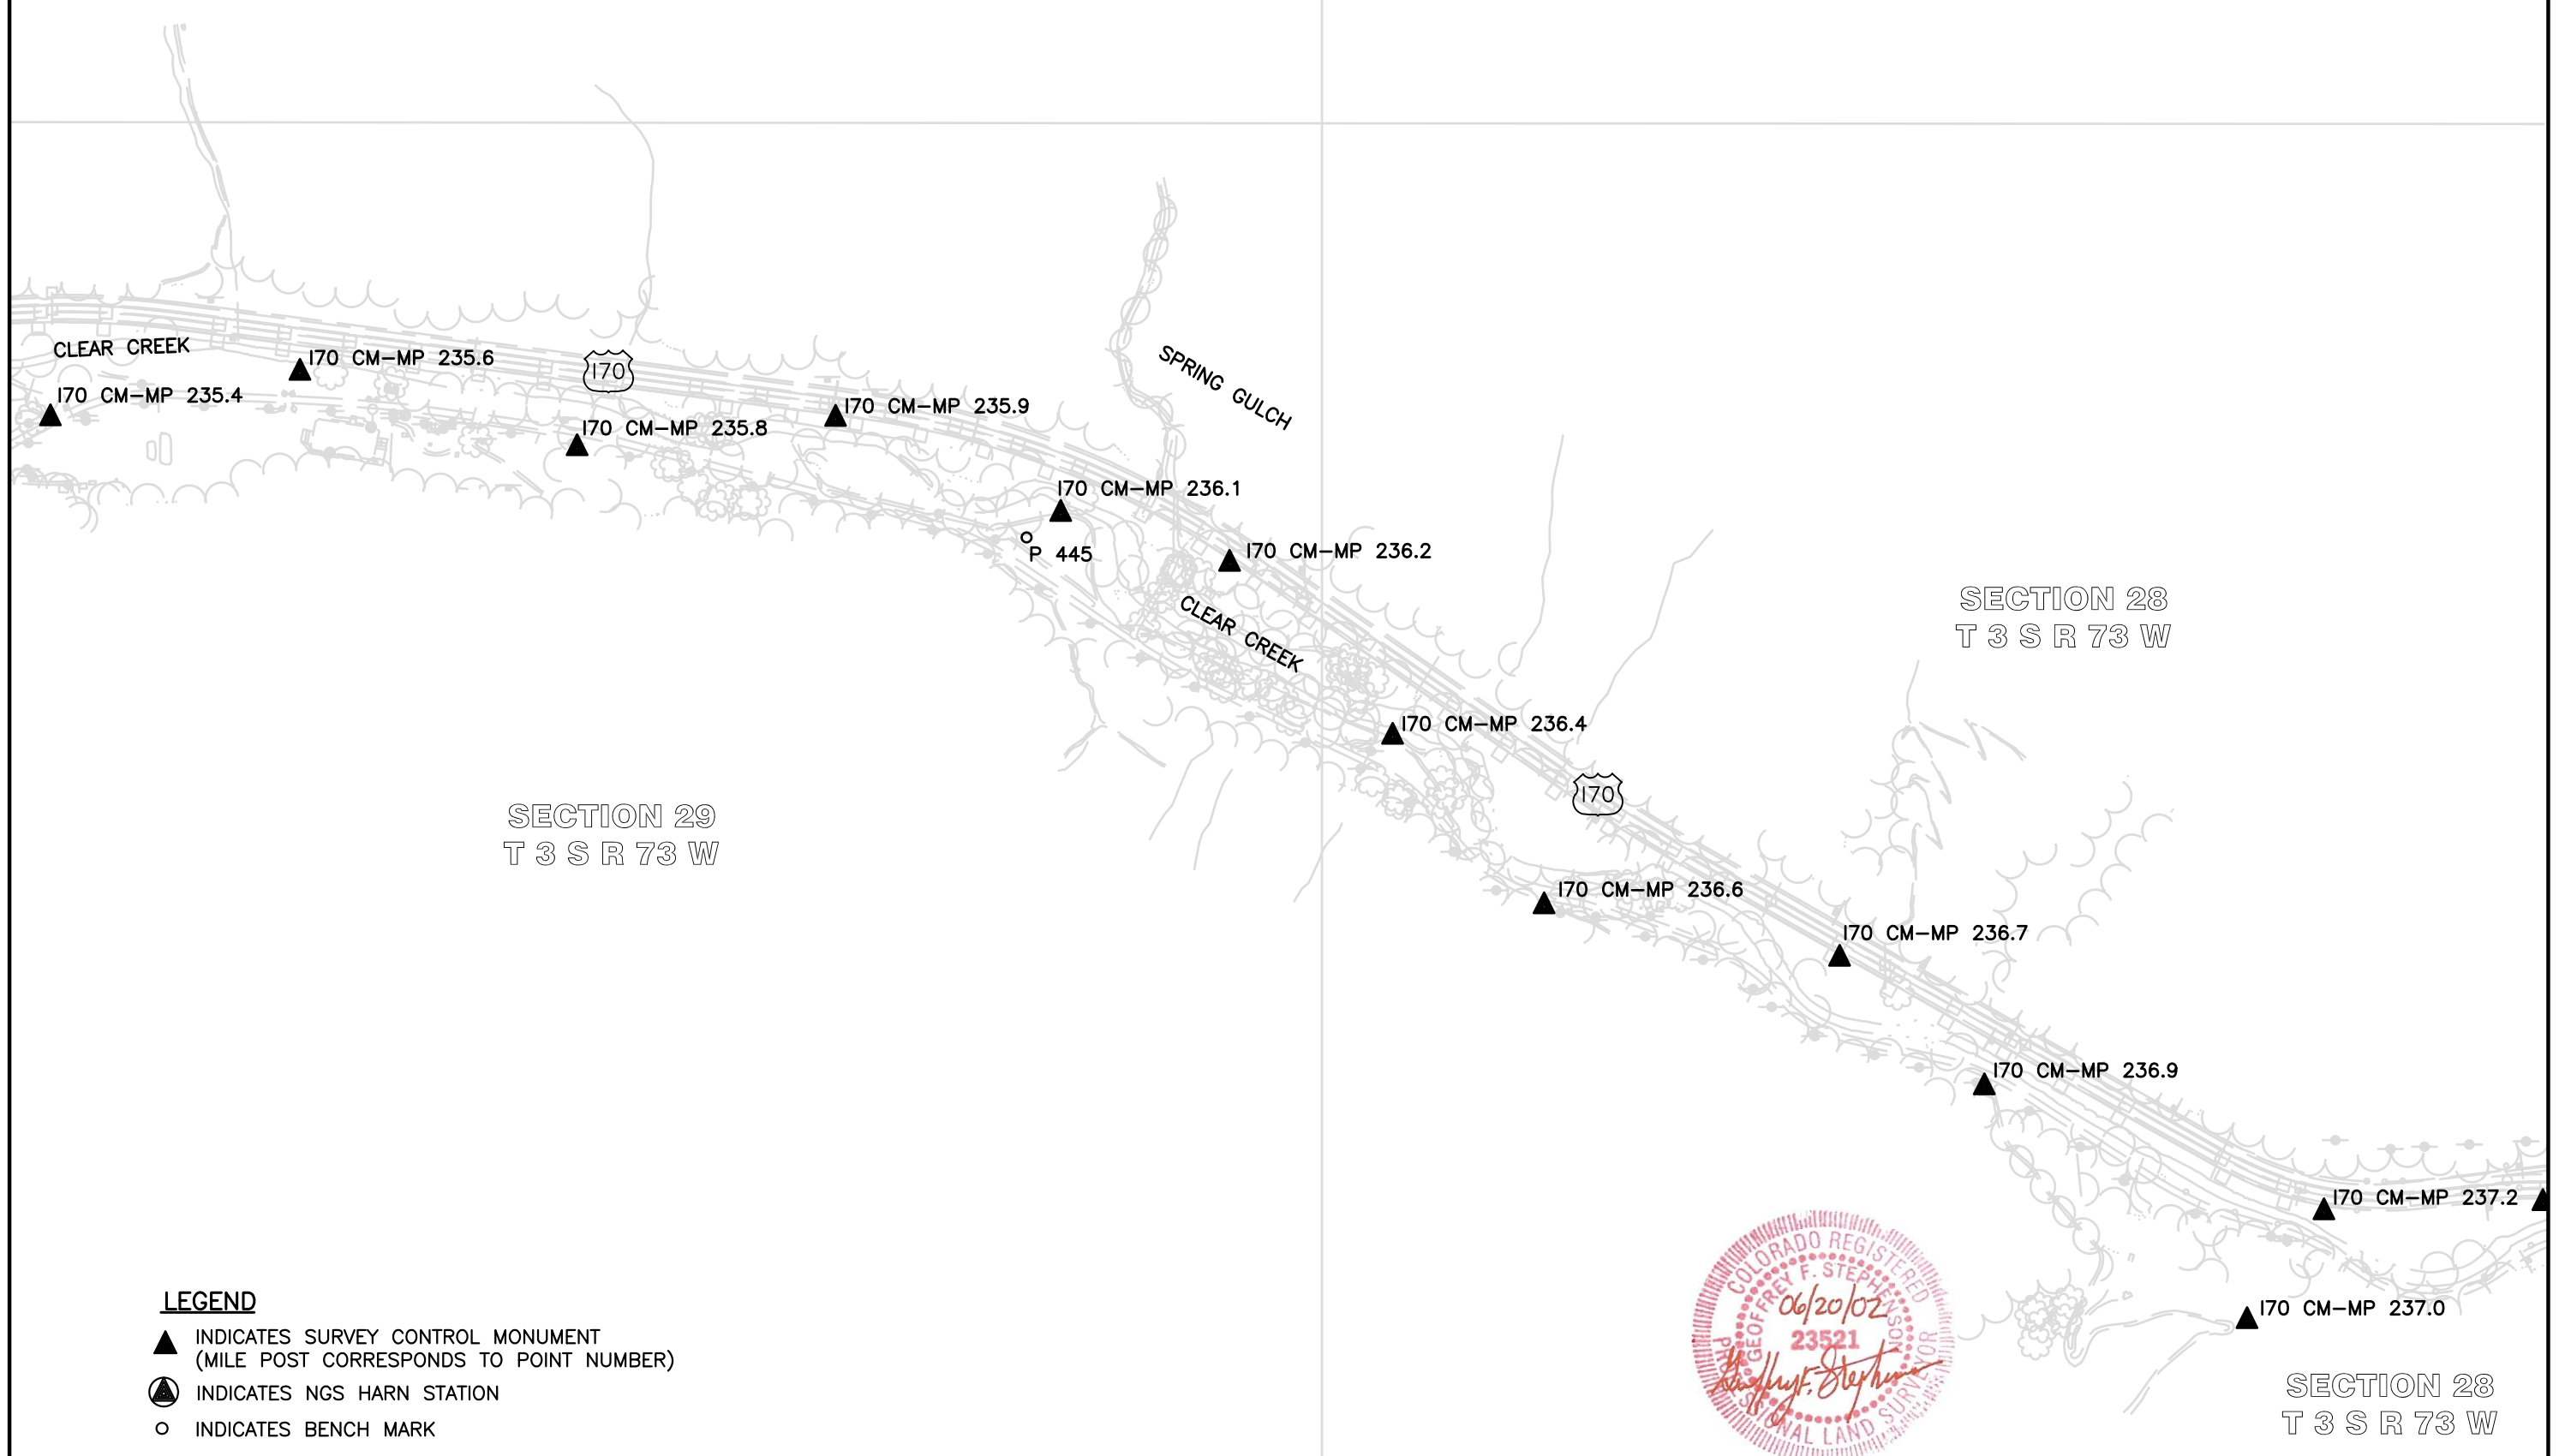 CLEAR CREEK
I70 CM-MP 235.6
I70
I70 CM-MP 235.4
I70 CM-MP 235.9
I70 CM-MP 235.8
SPRING GULCH
I70 CM-MP 236.1
P 445
I70 CM-MP 236.2
CLEAR CREEK
SECTION 28
T 3 S R 73 W
I70 CM-MP 236.4
I70
SECTION 29
T 3 S R 73 W
I70 CM-MP 236.6
I70 CM-MP 236.7
I70 CM-MP 236.9
I70 CM-MP 237.2
I70 CM-MP 237.0
SECTION 28
T 3 S R 73 W
COLORADO REGISTERED
GEOFFREY F. STEPHENSON
06/20/02
23521
Geoffrey F. Stephenson
PROFESSIONAL LAND SURVEYOR
LEGEND
INDICATES SURVEY CONTROL MONUMENT
(MILE POST CORRESPONDS TO POINT NUMBER)
INDICATES NGS HARN STATION
INDICATES BENCH MARK